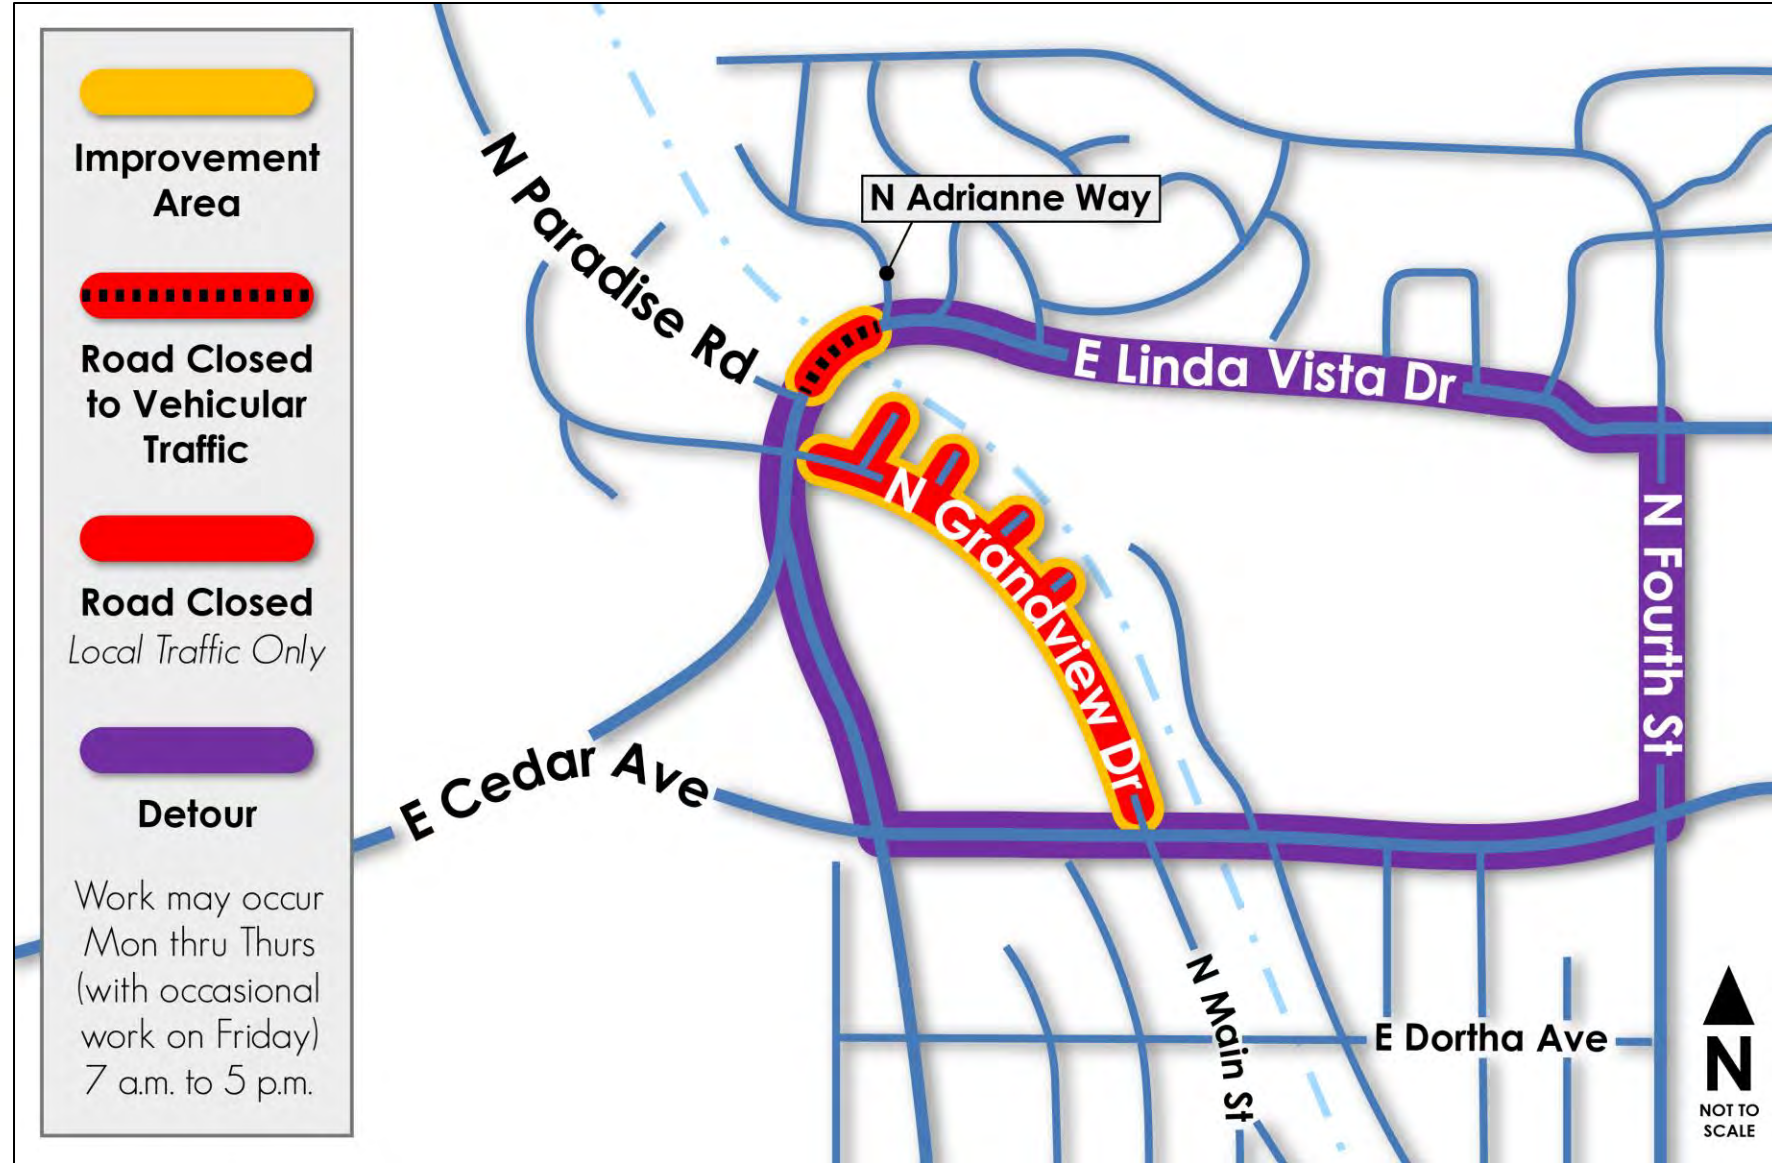 Improvement
Area
Road Closed
to Vehicular
Traffic
Road Closed
Local Traffic Only
Detour
Work may occur
Mon thru Thurs
(with occasional
work on Friday)
7 a.m. to 5 p.m.
N Paradise Rd
N Adrianne Way
E Linda Vista Dr
N Grandview Dr
N Fourth St
E Cedar Ave
N Main St
E Dortha Ave
N
NOT TO
SCALE